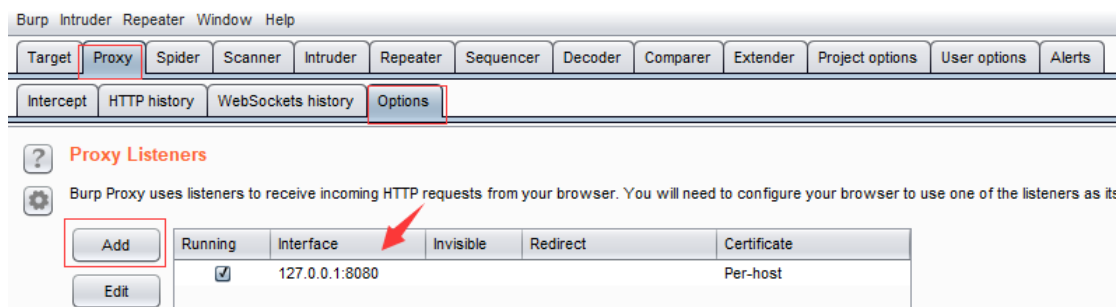 Burp Intruder Repeater Window Help
Target Proxy Spider Scanner Intruder Repeater Sequencer Decoder Comparer Extender Project options User options Alerts
Intercept HTTP history WebSockets history Options
? Proxy Listeners
Burp Proxy uses listeners to receive incoming HTTP requests from your browser. You will need to configure your browser to use one of the listeners as its
Add Running Interface Invisible Redirect Certificate
127.0.0.1:8080 Per-host
Edit